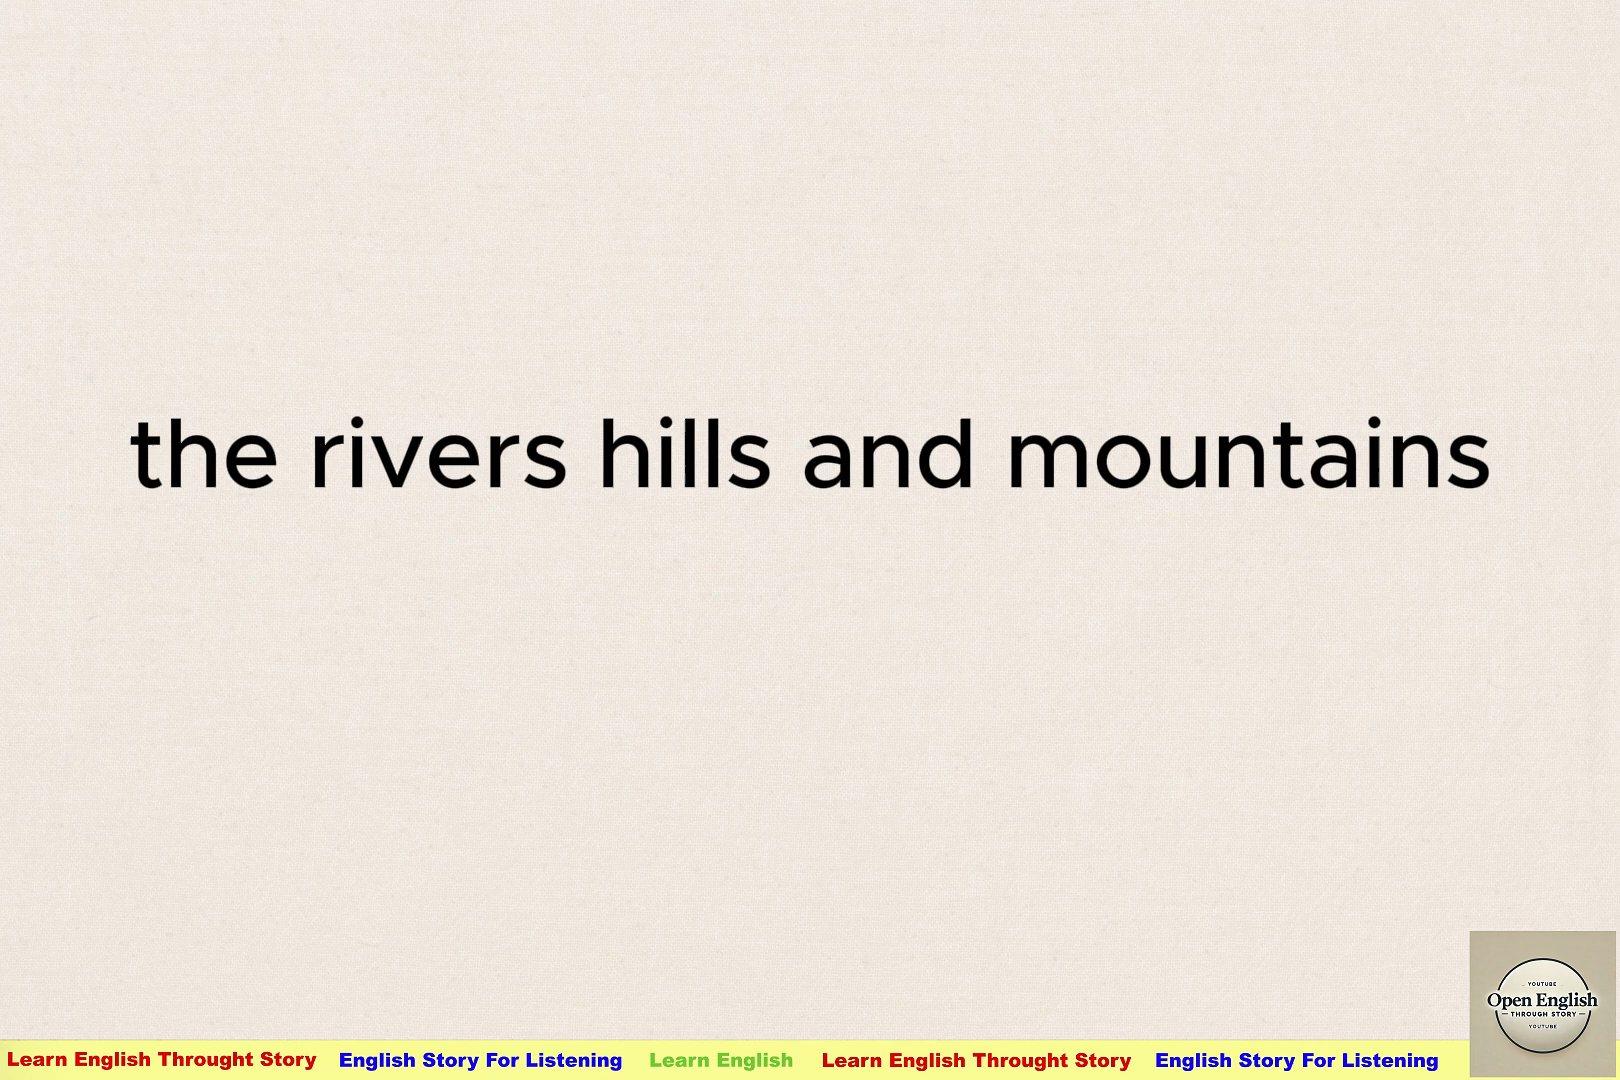 the rivers hills and mountains
YOUTUBE
Open English
THROUGH STORY
YOUTUBE
Learn English Throught Story English Story For Listening Learn English Learn English Throught Story English Story For Listening